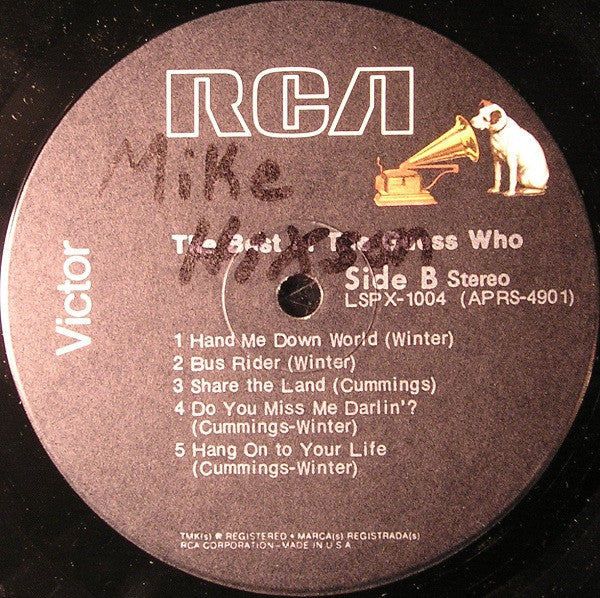 RCA
Mike
Hixson
Victor
The Best of The Guess Who
Side B Stereo
LSPX-1004 (APRS-4901)
1 Hand Me Down World (Winter)
2 Bus Rider (Winter)
3 Share the Land (Cummings)
4 Do You Miss Me Darlin'?
(Cummings-Winter)
5 Hang On to Your Life
(Cummings-Winter)
TMK(s) ® REGISTERED • MARCA(s) REGISTRADA(s)
RCA CORPORATION-MADE IN U.S.A.